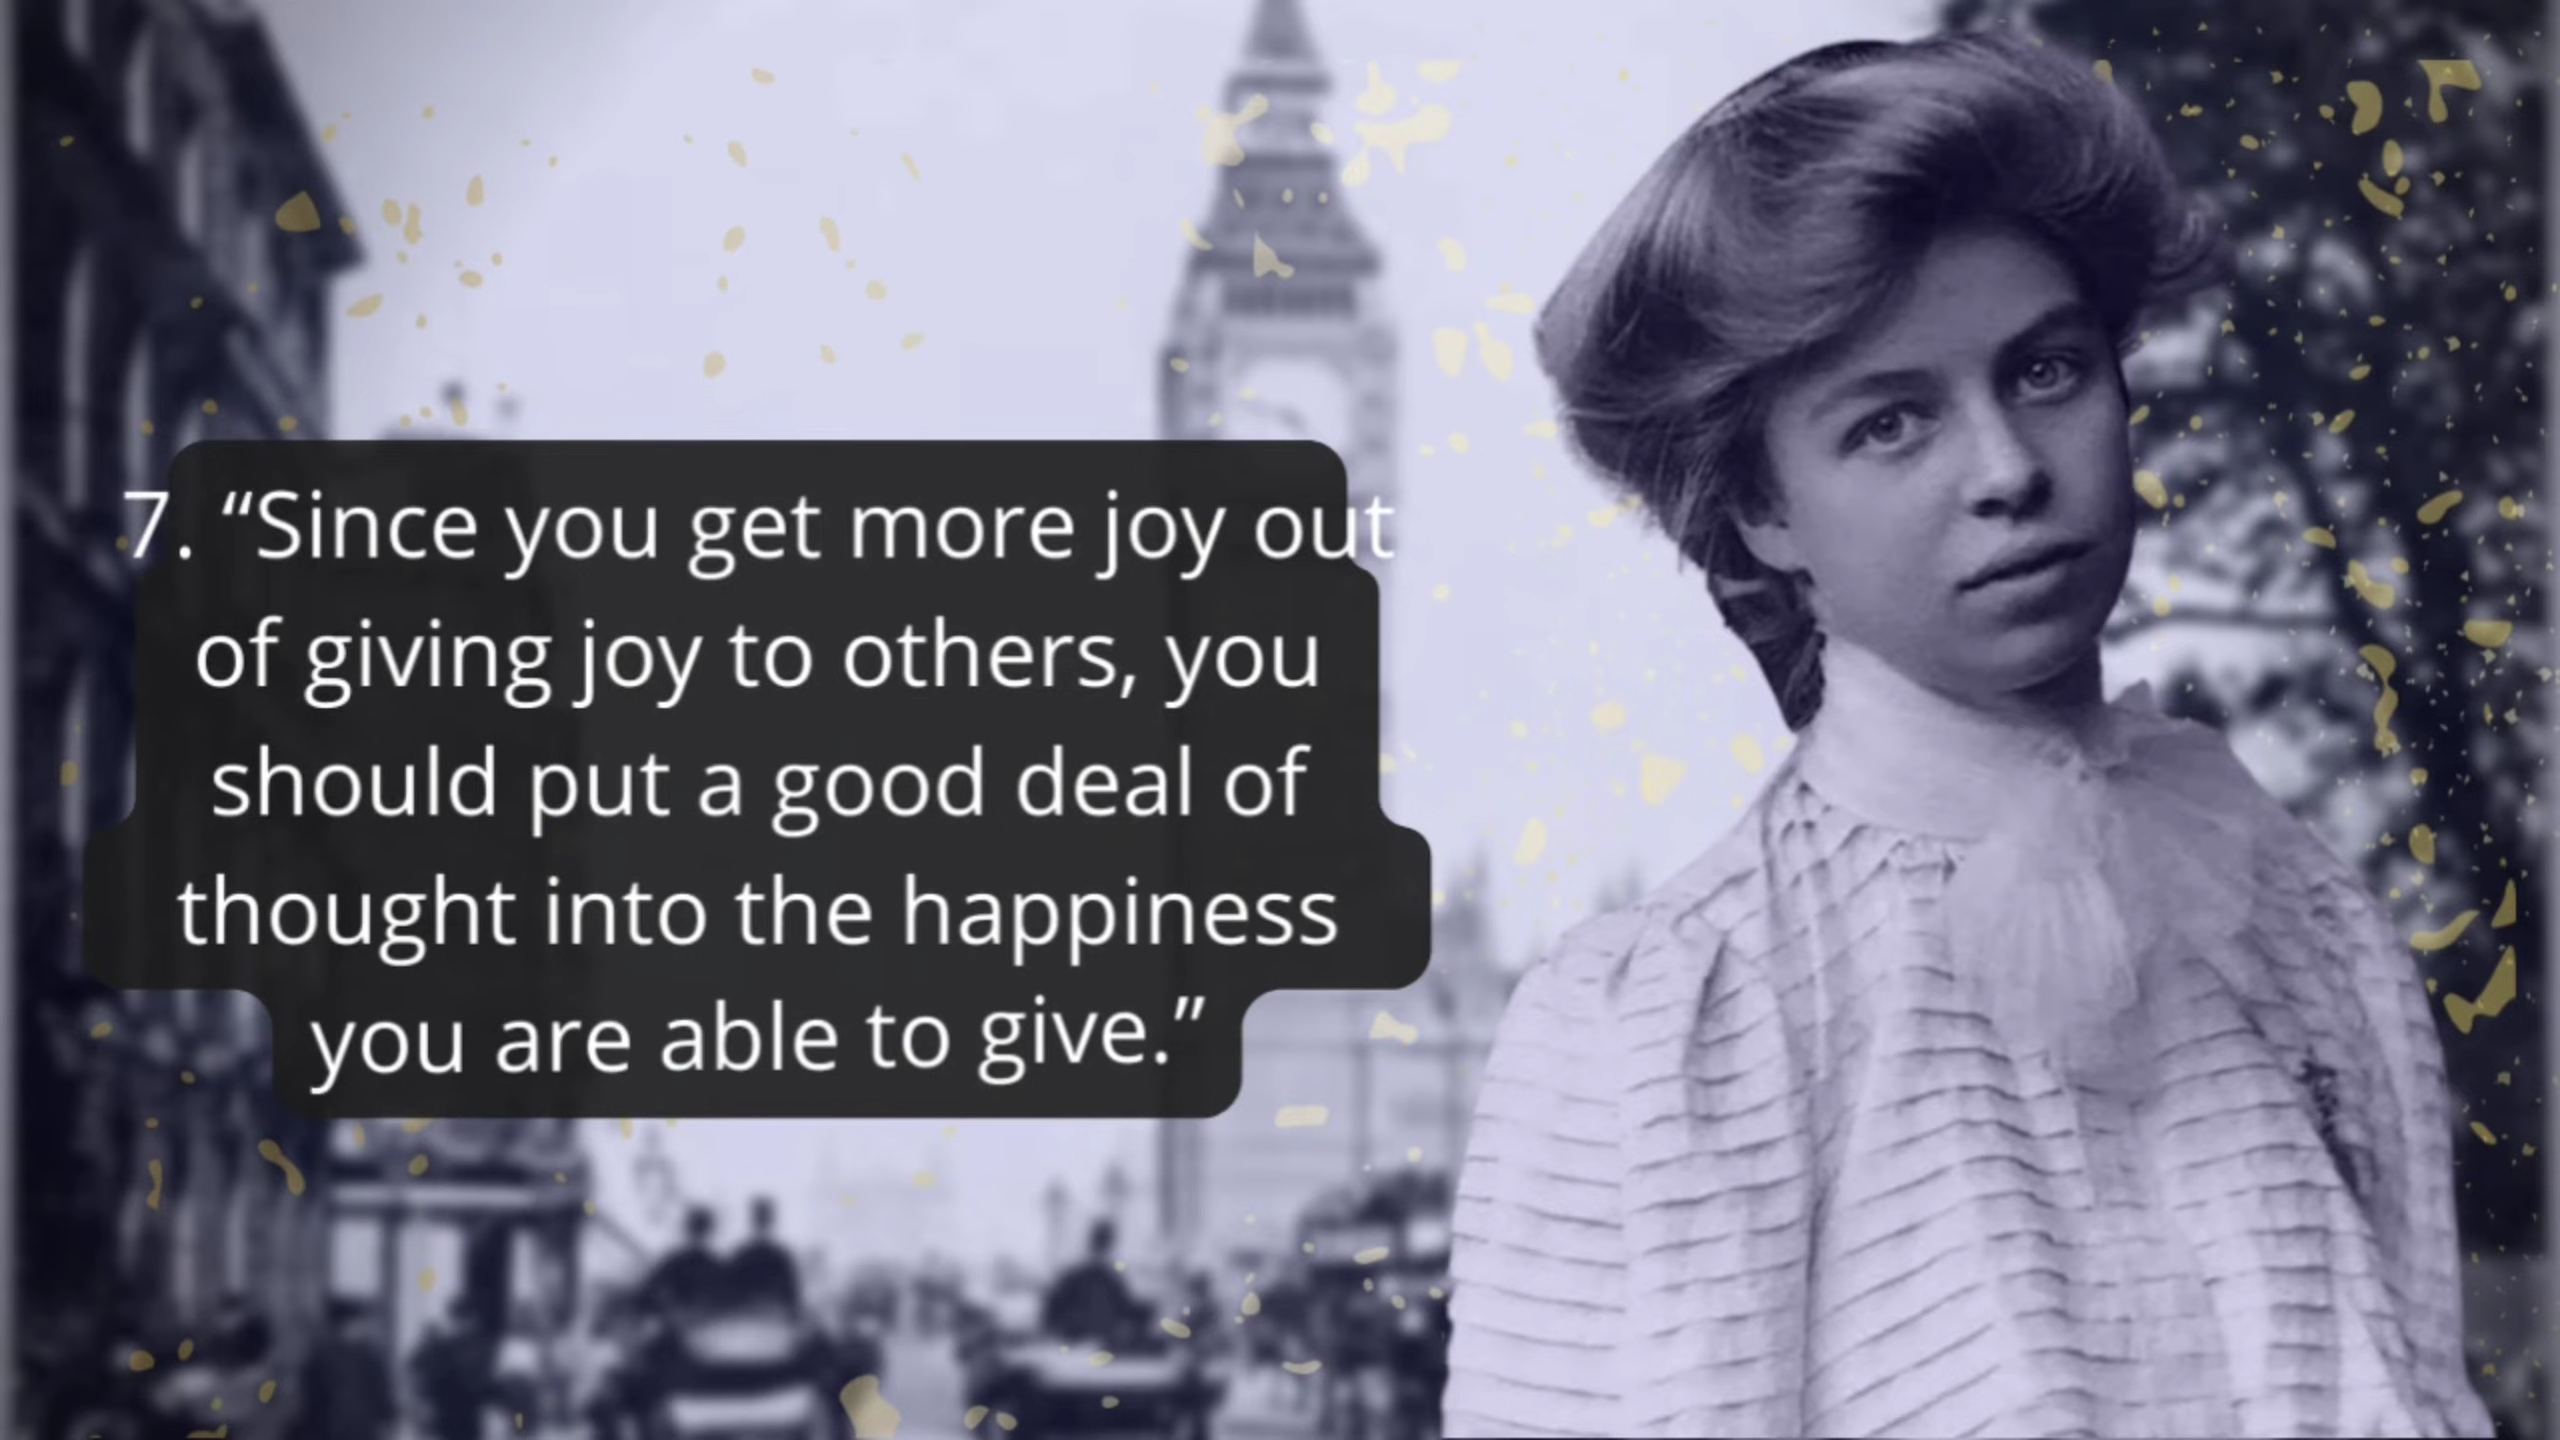 7. “Since you get more joy out
of giving joy to others, you
should put a good deal of
thought into the happiness
you are able to give.”